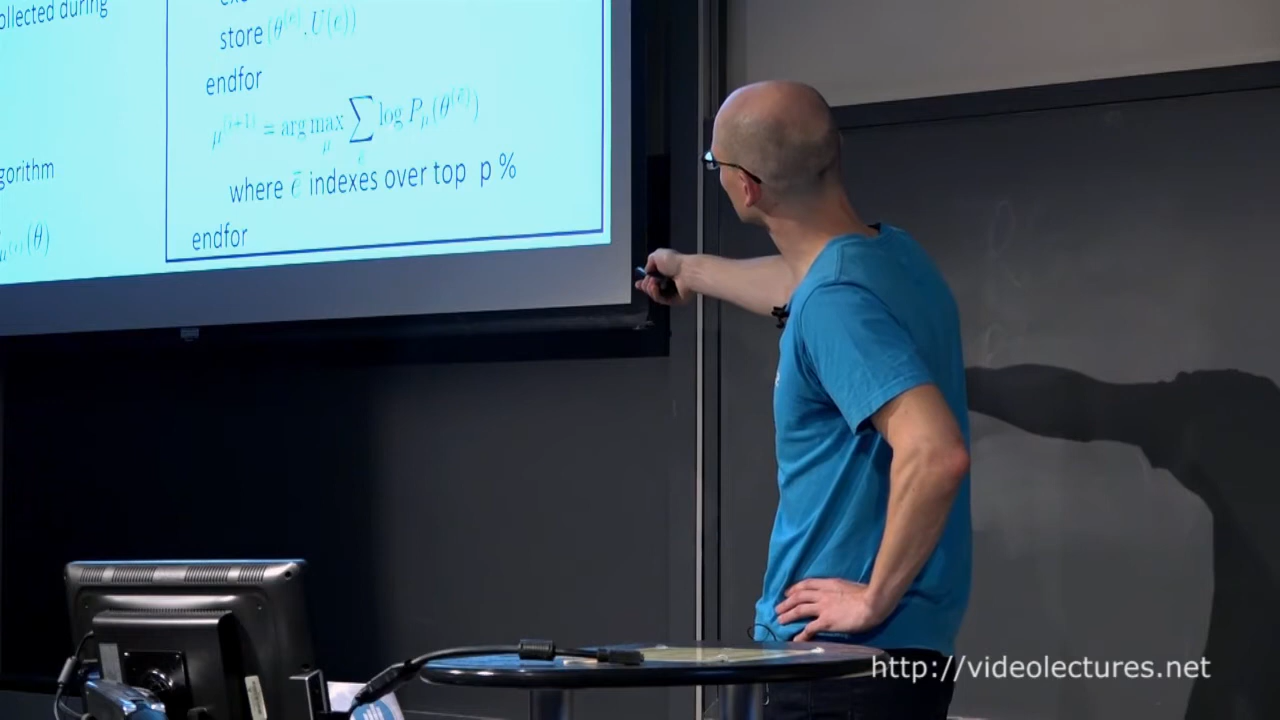 ollected during
store (θ^(e), U(e))
endfor
μ^(i+1) = arg max_μ ∑_ē log P_μ(θ^(ē))
gorithm
where ē indexes over top p %
μ^(i)(θ)
endfor
http://videolectures.net